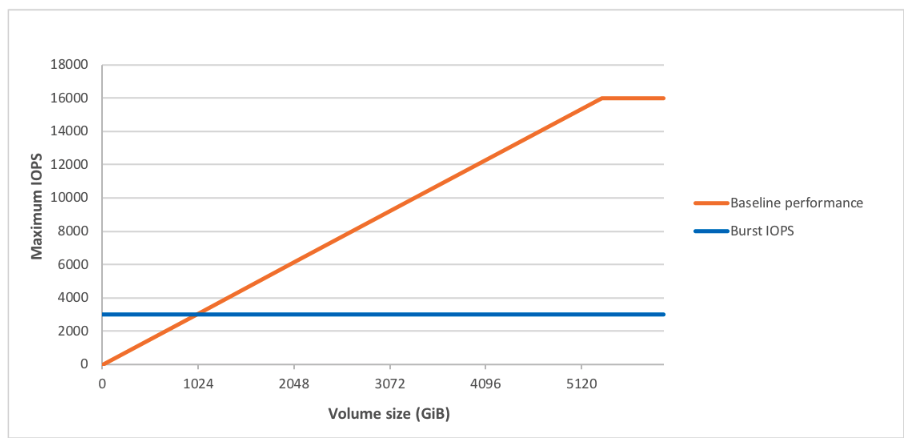 18000
16000
14000
12000
10000
8000
6000
4000
2000
0
Maximum IOPS
0 1024 2048 3072 4096 5120
Volume size (GiB)
Baseline performance
Burst IOPS